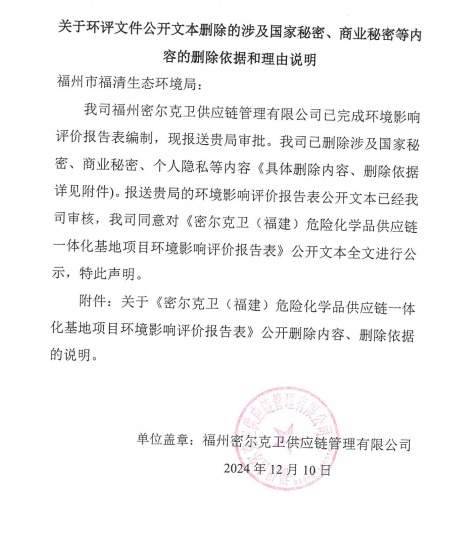 关于环评文件公开文本删除的涉及国家秘密、商业秘密等内
容的删除依据和理由说明
福州市福清生态环境局：
我司福州密尔克卫供应链管理有限公司已完成环境影响
评价报告表编制，现报送贵局审批。我司已删除涉及国家秘
密、商业秘密、个人隐私等内容《具体删除内容、删除依据
详见附件)。报送贵局的环境影响评价报告表公开文本已经我
司审核，我司同意对《密尔克卫（福建）危险化学品供应链
一体化基地项目环境影响评价报告表》公开文本全文进行公
示，特此声明。
附件：关于《密尔克卫（福建）危险化学品供应链一体
化基地项目环境影响评价报告表》公开删除内容、删除依据
的说明。
单位盖章：福州密尔克卫供应链管理有限公司
2024年12月10日